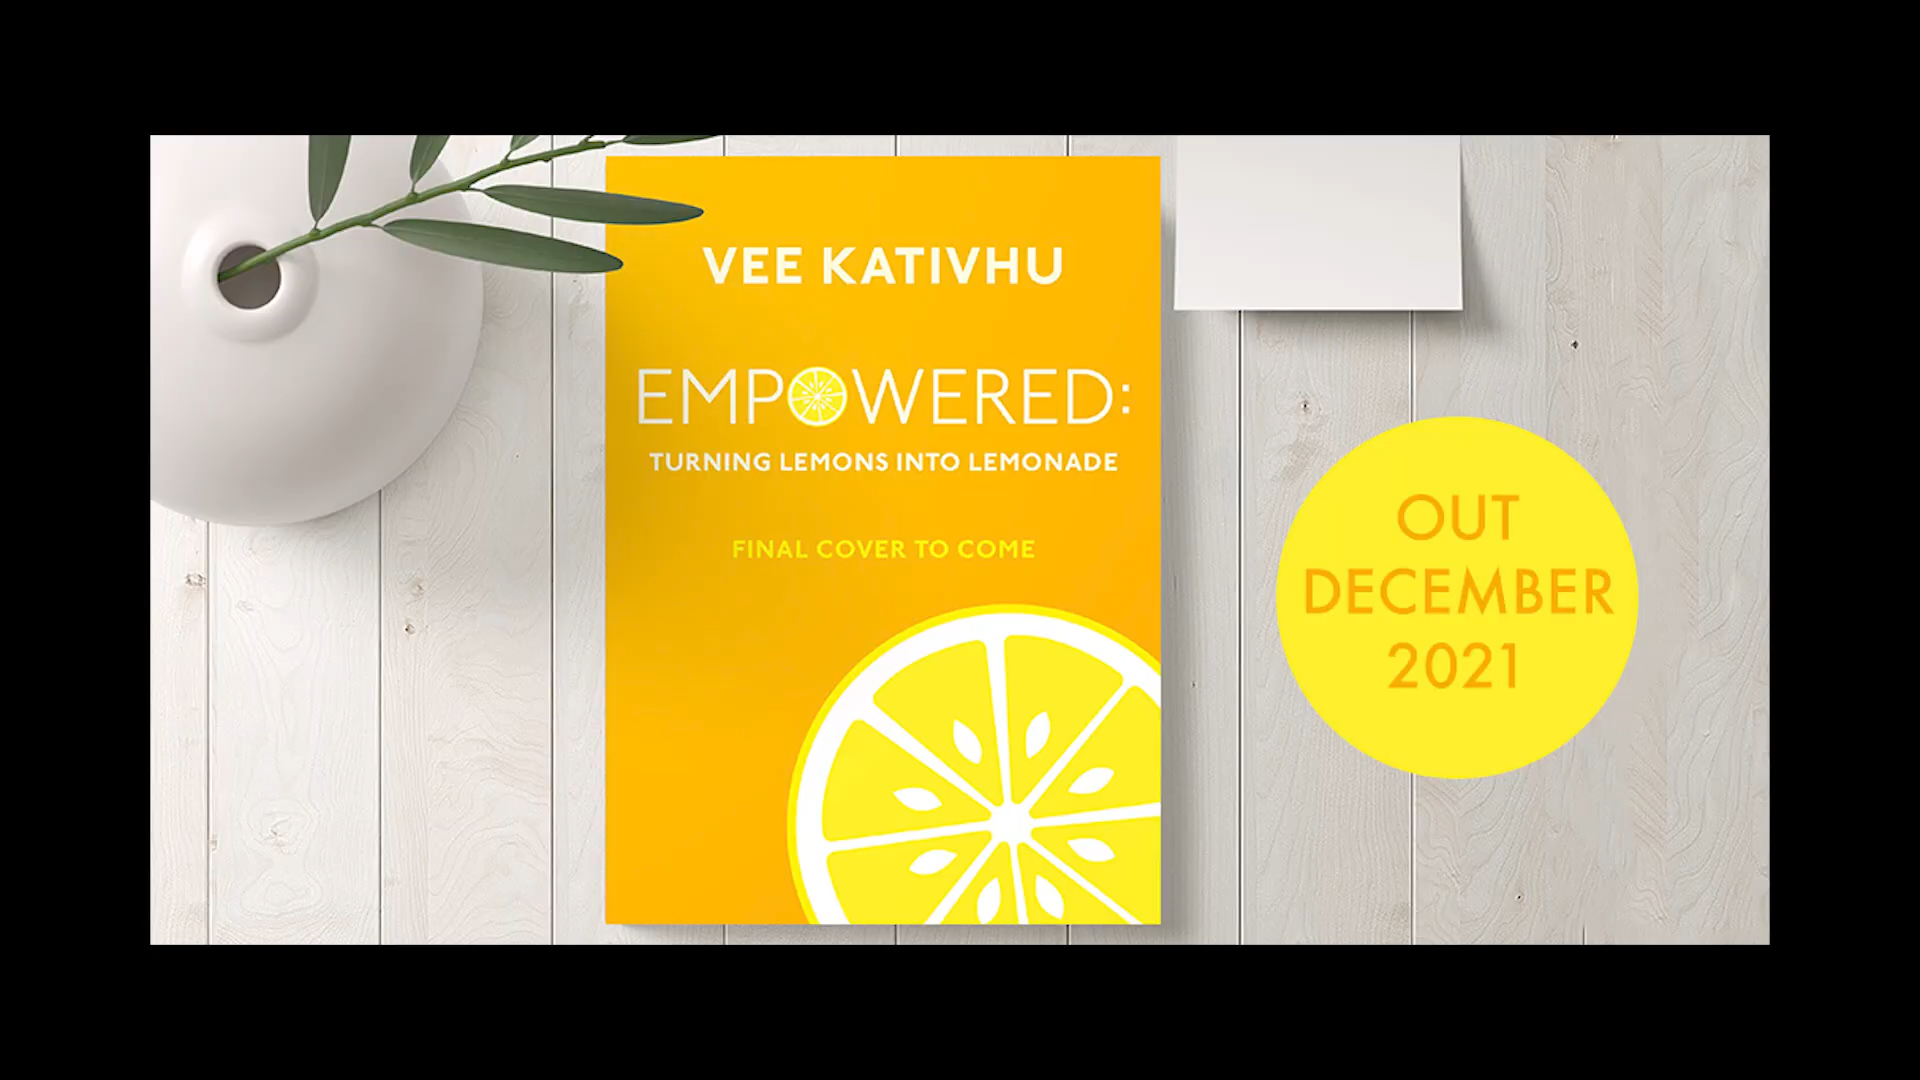 VEE KATIVHU
EMPOWERED:
TURNING LEMONS INTO LEMONADE
FINAL COVER TO COME
OUT
DECEMBER
2021